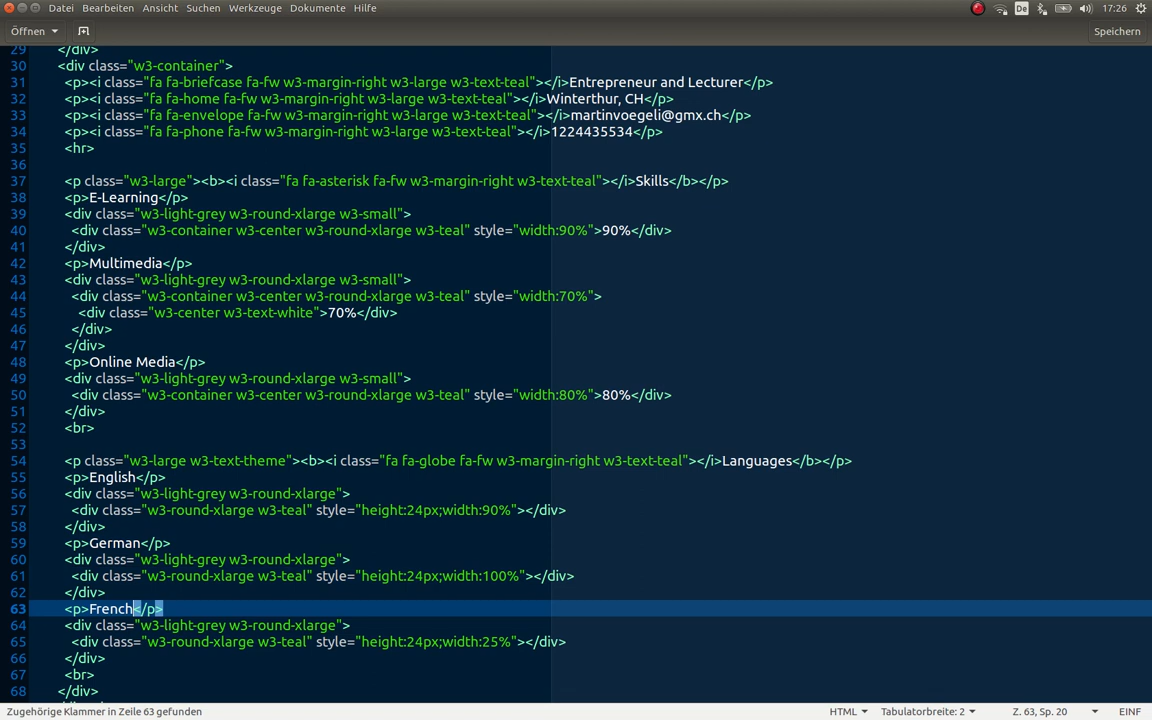 Datei Bearbeiten Ansicht Suchen Werkzeuge Dokumente Hilfe De 17:26
Öffnen Speichern
29 </div>
30 <div class="w3-container">
31 <p><i class="fa fa-briefcase fa-fw w3-margin-right w3-large w3-text-teal"></i>Entrepreneur and Lecturer</p>
32 <p><i class="fa fa-home fa-fw w3-margin-right w3-large w3-text-teal"></i>Winterthur, CH</p>
33 <p><i class="fa fa-envelope fa-fw w3-margin-right w3-large w3-text-teal"></i>martinvoegeli@gmx.ch</p>
34 <p><i class="fa fa-phone fa-fw w3-margin-right w3-large w3-text-teal"></i>1224435534</p>
35 <hr>
36
37 <p class="w3-large"><b><i class="fa fa-asterisk fa-fw w3-margin-right w3-text-teal"></i>Skills</b></p>
38 <p>E-Learning</p>
39 <div class="w3-light-grey w3-round-xlarge w3-small">
40 <div class="w3-container w3-center w3-round-xlarge w3-teal" style="width:90%">90%</div>
41 </div>
42 <p>Multimedia</p>
43 <div class="w3-light-grey w3-round-xlarge w3-small">
44 <div class="w3-container w3-center w3-round-xlarge w3-teal" style="width:70%">
45 <div class="w3-center w3-text-white">70%</div>
46 </div>
47 </div>
48 <p>Online Media</p>
49 <div class="w3-light-grey w3-round-xlarge w3-small">
50 <div class="w3-container w3-center w3-round-xlarge w3-teal" style="width:80%">80%</div>
51 </div>
52 <br>
53
54 <p class="w3-large w3-text-theme"><b><i class="fa fa-globe fa-fw w3-margin-right w3-text-teal"></i>Languages</b></p>
55 <p>English</p>
56 <div class="w3-light-grey w3-round-xlarge">
57 <div class="w3-round-xlarge w3-teal" style="height:24px;width:90%"></div>
58 </div>
59 <p>German</p>
60 <div class="w3-light-grey w3-round-xlarge">
61 <div class="w3-round-xlarge w3-teal" style="height:24px;width:100%"></div>
62 </div>
63 <p>French</p>
64 <div class="w3-light-grey w3-round-xlarge">
65 <div class="w3-round-xlarge w3-teal" style="height:24px;width:25%"></div>
66 </div>
67 <br>
68 </div>
Zugehörige Klammer in Zeile 63 gefunden HTML Tabulatorbreite: 2 Z. 63, Sp. 20 EINF